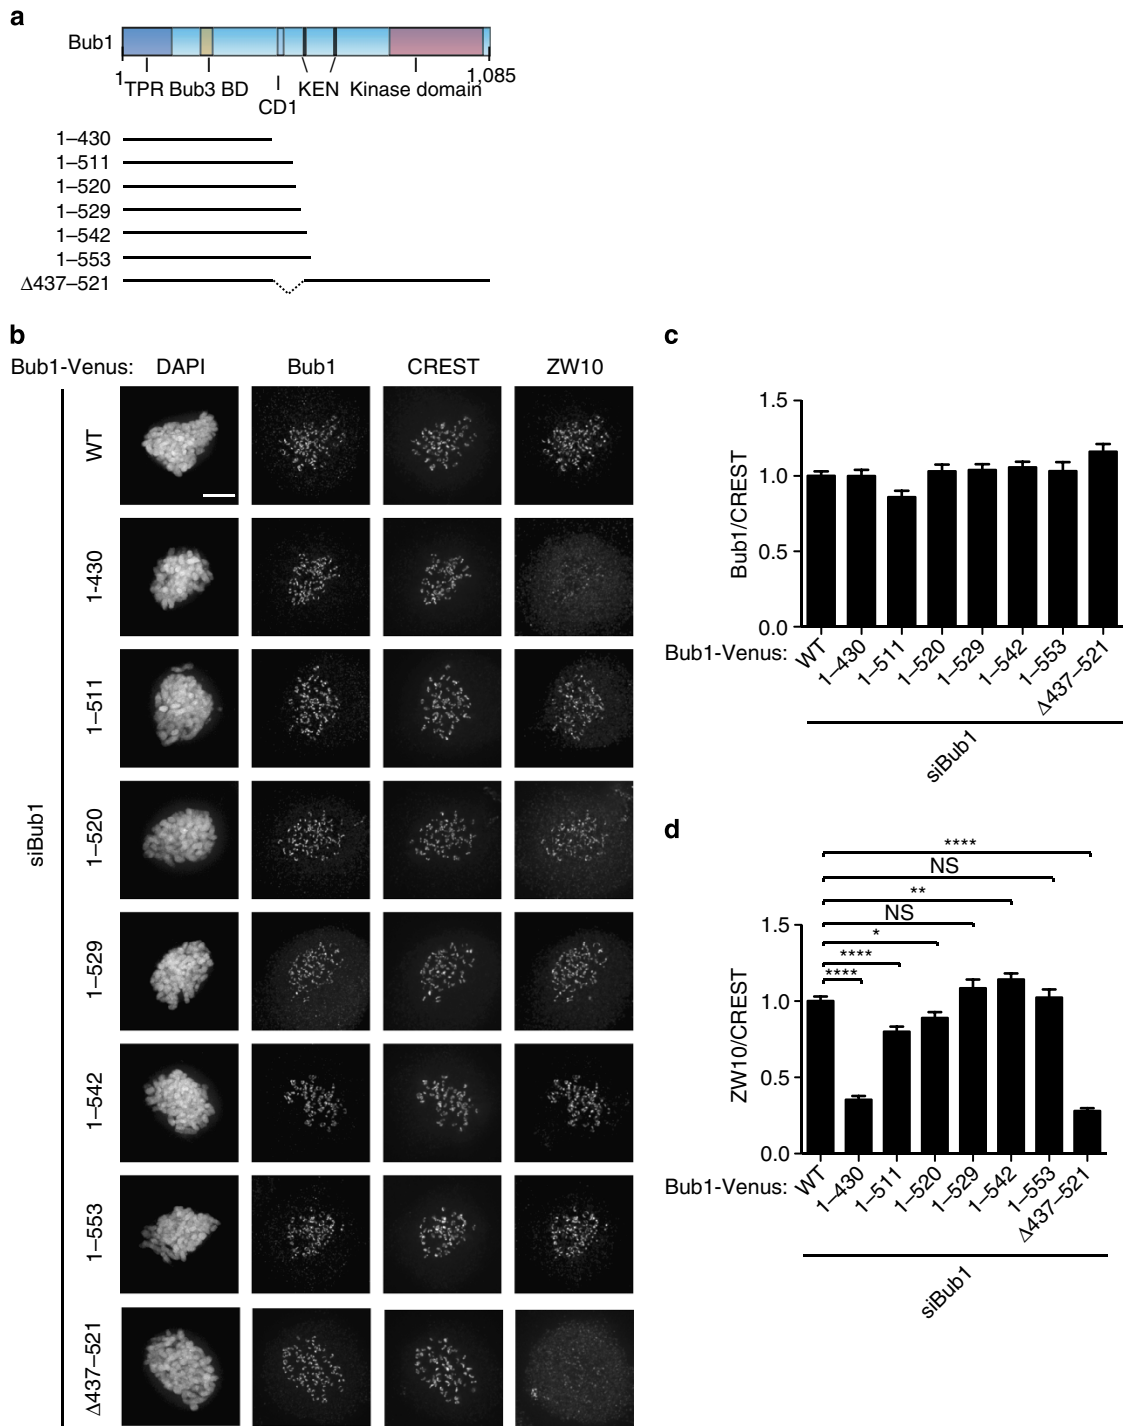 a
Bub1
1 1,085
TPR Bub3 BD KEN Kinase domain
CD1
1–430
1–511
1–520
1–529
1–542
1–553
Δ437–521
b
Bub1-Venus: DAPI Bub1 CREST ZW10
siBub1
WT
1-430
1–511
1–520
1–529
1–542
1–553
Δ437–521
c
1.5
1.0
0.5
0.0
Bub1/CREST
Bub1-Venus: WT 1–430 1–511 1–520 1–529 1–542 1–553 Δ437–521
siBub1
d
****
NS
**
NS
*
****
****
1.5
1.0
0.5
0.0
ZW10/CREST
Bub1-Venus: WT 1–430 1–511 1–520 1–529 1–542 1–553 Δ437–521
siBub1